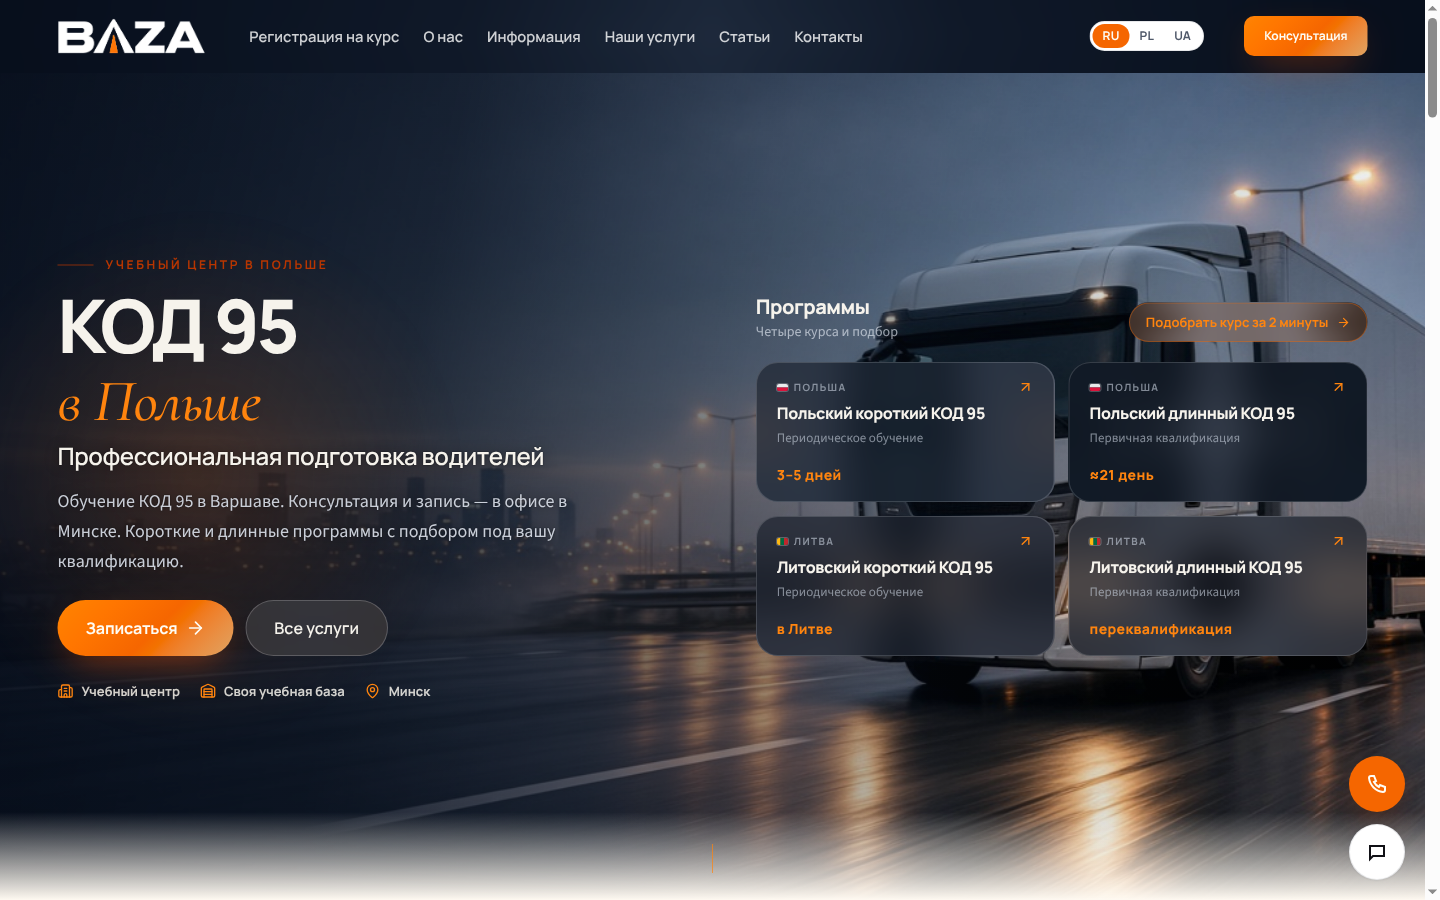 BAZA
Регистрация на курс
О нас
Информация
Наши услуги
Статьи
Контакты
RU
PL
UA
Консультация
УЧЕБНЫЙ ЦЕНТР В ПОЛЬШЕ
КОД 95
в Польше
Профессиональная подготовка водителей
Обучение КОД 95 в Варшаве. Консультация и запись — в офисе в
Минске. Короткие и длинные программы с подбором под вашу
квалификацию.
Записаться
Все услуги
Учебный центр
Своя учебная база
Минск
Программы
Четыре курса и подбор
Подобрать курс за 2 минуты
ПОЛЬША
Польский короткий КОД 95
Периодическое обучение
3–5 дней
ПОЛЬША
Польский длинный КОД 95
Первичная квалификация
≈21 день
ЛИТВА
Литовский короткий КОД 95
Периодическое обучение
в Литве
ЛИТВА
Литовский длинный КОД 95
Первичная квалификация
переквалификация